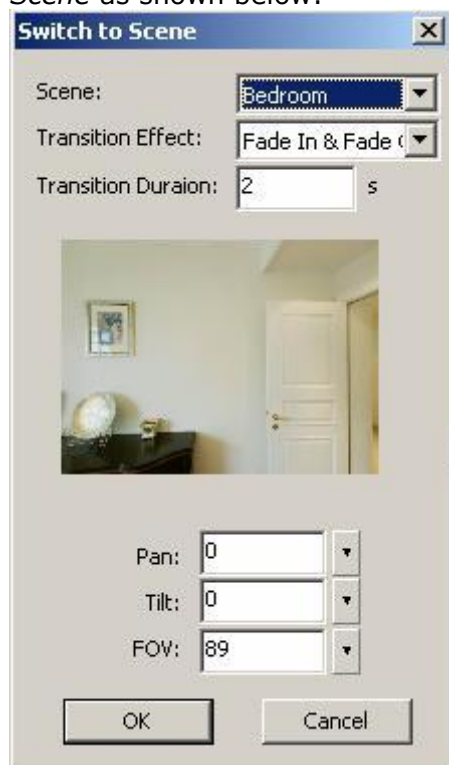 Scene as shown below:
Switch to Scene
Scene: Bedroom
Transition Effect: Fade In & Fade
Transition Duraion: 2 s
Pan: 0
Tilt: 0
FOV: 89
OK Cancel